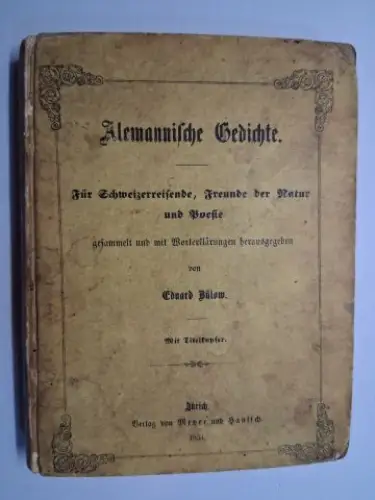 Alemannische Gedichte.
Für Schweizerreisende, Freunde der Natur
und Poesie
gesammelt und mit Worterklärungen herausgegeben
von
Eduard Bülow.
Mit Titelkupfer.
Zürich
Verlag von Meyer und